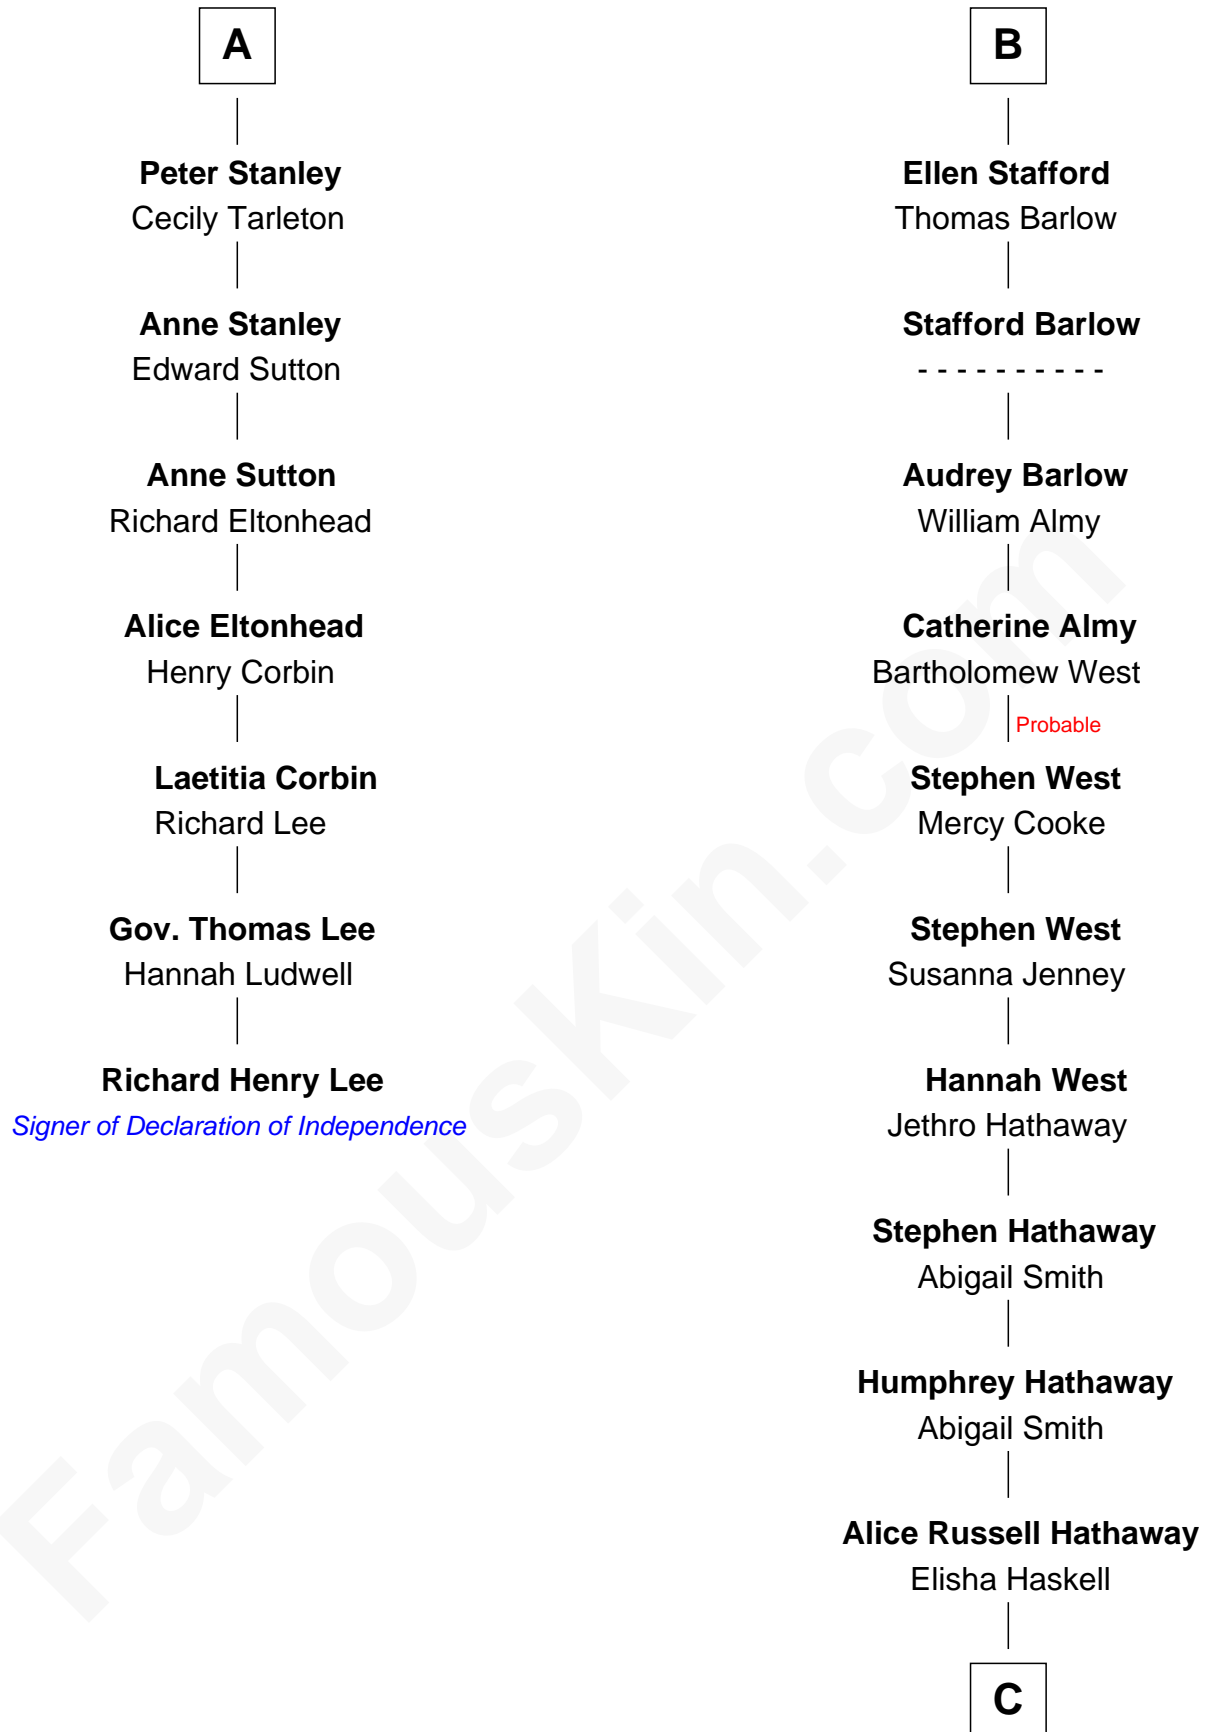 A
Peter Stanley
Cecily Tarleton
Anne Stanley
Edward Sutton
Anne Sutton
Richard Eltonhead
Alice Eltonhead
Henry Corbin
Laetitia Corbin
Richard Lee
Gov. Thomas Lee
Hannah Ludwell
Richard Henry Lee
Signer of Declaration of Independence
B
Ellen Stafford
Thomas Barlow
Stafford Barlow
- - - - - - - - - -
Audrey Barlow
William Almy
Catherine Almy
Bartholomew West
Probable
Stephen West
Mercy Cooke
Stephen West
Susanna Jenney
Hannah West
Jethro Hathaway
Stephen Hathaway
Abigail Smith
Humphrey Hathaway
Abigail Smith
Alice Russell Hathaway
Elisha Haskell
C
FamousKin.com